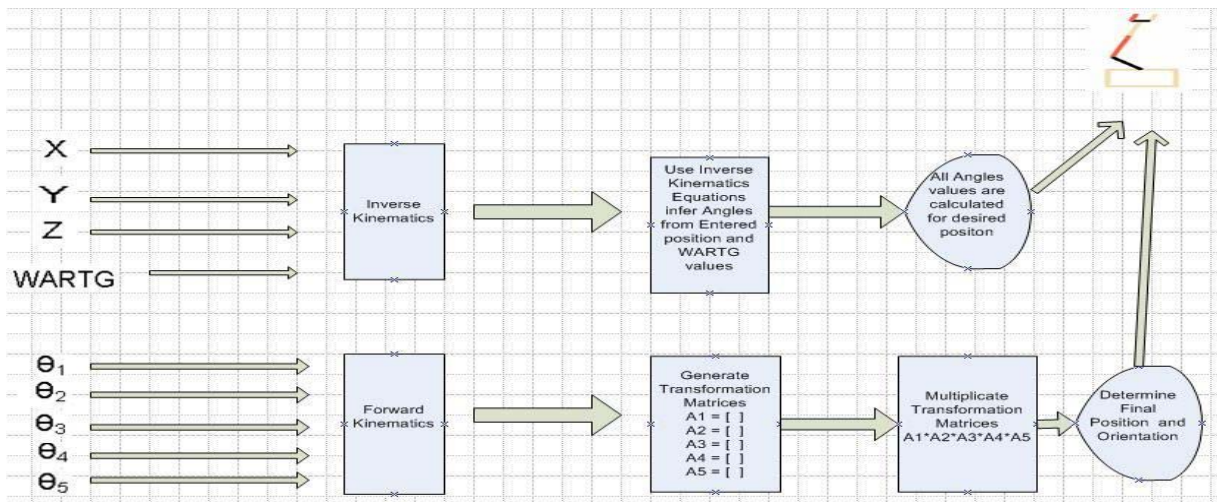 X
Y
Z
WARTG
Inverse
Kinematics
Use Inverse
Kinematics
Equations
infer Angles
from Entered
position and
WARTG
values
All Angles
values are
calculated
for desired
positon
θ1
θ2
θ3
θ4
θ5
Forward
Kinematics
Generate
Transformation
Matrices
A1 = [ ]
A2 = [ ]
A3 = [ ]
A4 = [ ]
A5 = [ ]
Multiplicate
Transformation
Matrices
A1*A2*A3*A4*A5
Determine
Final
Position and
Orientation